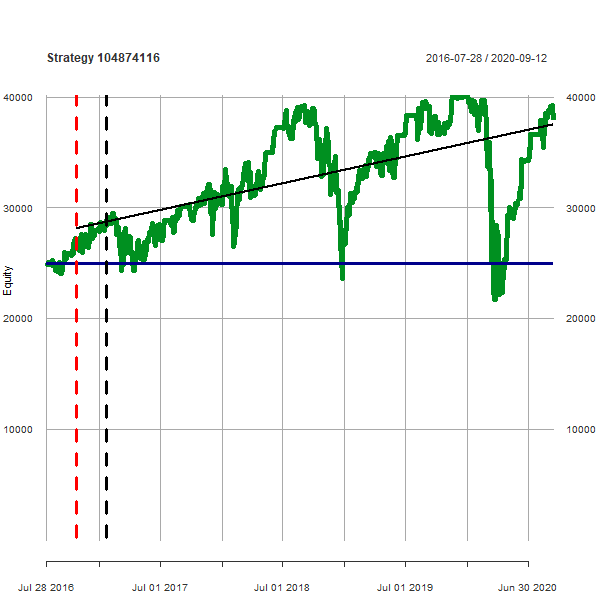 Strategy 104874116
2016-07-28 / 2020-09-12
40000
40000
30000
30000
Equity
20000
20000
10000
10000
Jul 28 2016
Jul 01 2017
Jul 01 2018
Jul 01 2019
Jun 30 2020